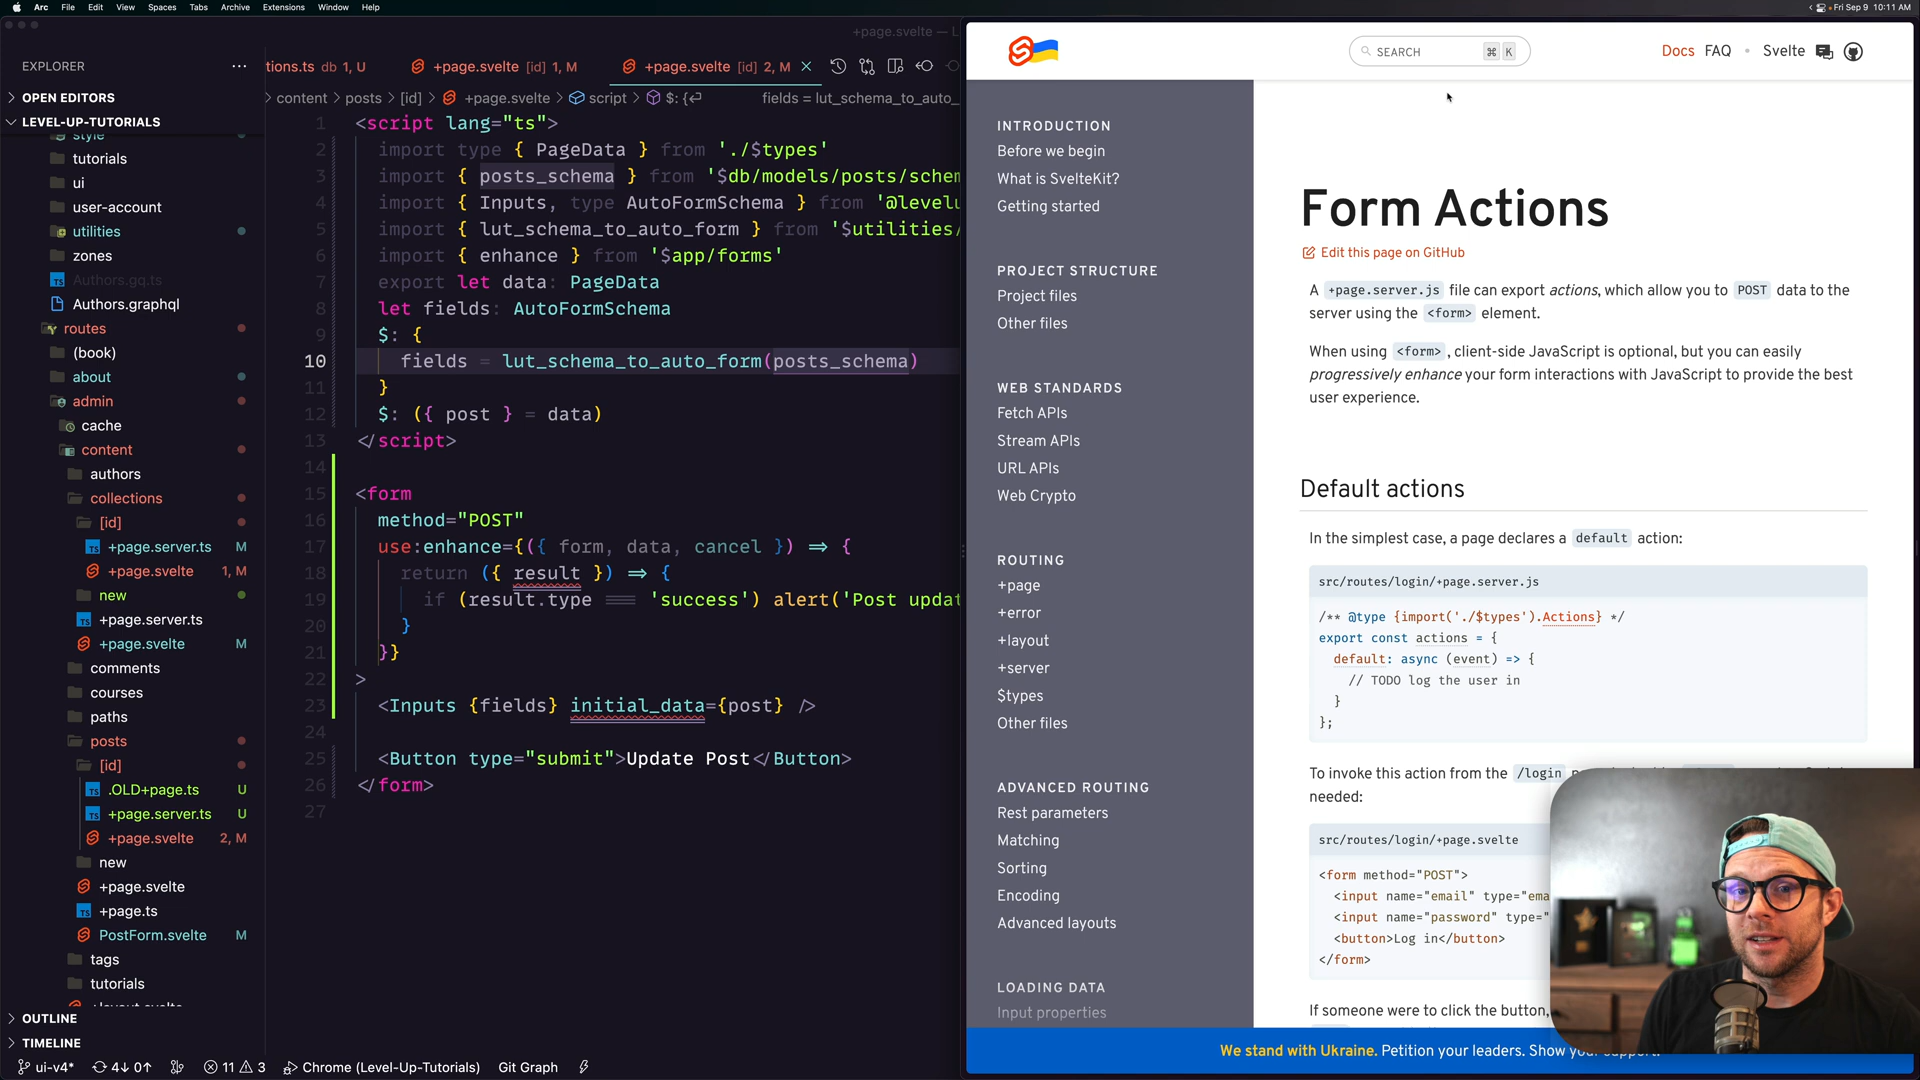 Arc File Edit View Spaces Tabs Archive Extensions Window Help
Fri Sep 9 10:11 AM
+page.svelte — L
EXPLORER
OPEN EDITORS
LEVEL-UP-TUTORIALS
style
tutorials
ui
user-account
utilities
zones
Authors.gq.ts
Authors.graphql
routes
(book)
about
admin
cache
content
authors
collections
[id]
+page.server.ts M
+page.svelte 1, M
new
+page.server.ts
+page.svelte M
comments
courses
paths
posts
[id]
.OLD+page.ts U
+page.server.ts U
+page.svelte 2, M
new
+page.svelte
+page.ts
PostForm.svelte M
tags
tutorials
+layout.svelte
OUTLINE
TIMELINE
tions.ts db 1, U
+page.svelte [id] 1, M
+page.svelte [id] 2, M
content > posts > [id] > +page.svelte > script > $: {
fields = lut_schema_to_auto_
1 <script lang="ts">
2 import type { PageData } from './$types'
3 import { posts_schema } from '$db/models/posts/schem
4 import { Inputs, type AutoFormSchema } from '@levelu
5 import { lut_schema_to_auto_form } from '$utilities/
6 import { enhance } from '$app/forms'
7 export let data: PageData
8 let fields: AutoFormSchema
9 $: {
10 fields = lut_schema_to_auto_form(posts_schema)
11 }
12 $: ({ post } = data)
13 </script>
14
15 <form
16 method="POST"
17 use:enhance={({ form, data, cancel }) => {
18 return ({ result }) => {
19 if (result.type === 'success') alert('Post updat
20 }
21 }}
22 >
23 <Inputs {fields} initial_data={post} />
24
25 <Button type="submit">Update Post</Button>
26 </form>
27
ui-v4* 4↓ 0↑ 11 3 Chrome (Level-Up-Tutorials) Git Graph
SEARCH ⌘ K
Docs FAQ • Svelte
INTRODUCTION
Before we begin
What is SvelteKit?
Getting started
PROJECT STRUCTURE
Project files
Other files
WEB STANDARDS
Fetch APIs
Stream APIs
URL APIs
Web Crypto
ROUTING
+page
+error
+layout
+server
$types
Other files
ADVANCED ROUTING
Rest parameters
Matching
Sorting
Encoding
Advanced layouts
LOADING DATA
Input properties
Form Actions
Edit this page on GitHub
A +page.server.js file can export actions, which allow you to POST data to the
server using the <form> element.
When using <form>, client-side JavaScript is optional, but you can easily
progressively enhance your form interactions with JavaScript to provide the best
user experience.
Default actions
In the simplest case, a page declares a default action:
src/routes/login/+page.server.js
/** @type {import('./$types').Actions} */
export const actions = {
default: async (event) => {
// TODO log the user in
}
};
To invoke this action from the /login
needed:
src/routes/login/+page.svelte
<form method="POST">
<input name="email" type="ema
<input name="password" type="
<button>Log in</button>
</form>
If someone were to click the button,
We stand with Ukraine. Petition your leaders. Show your support.